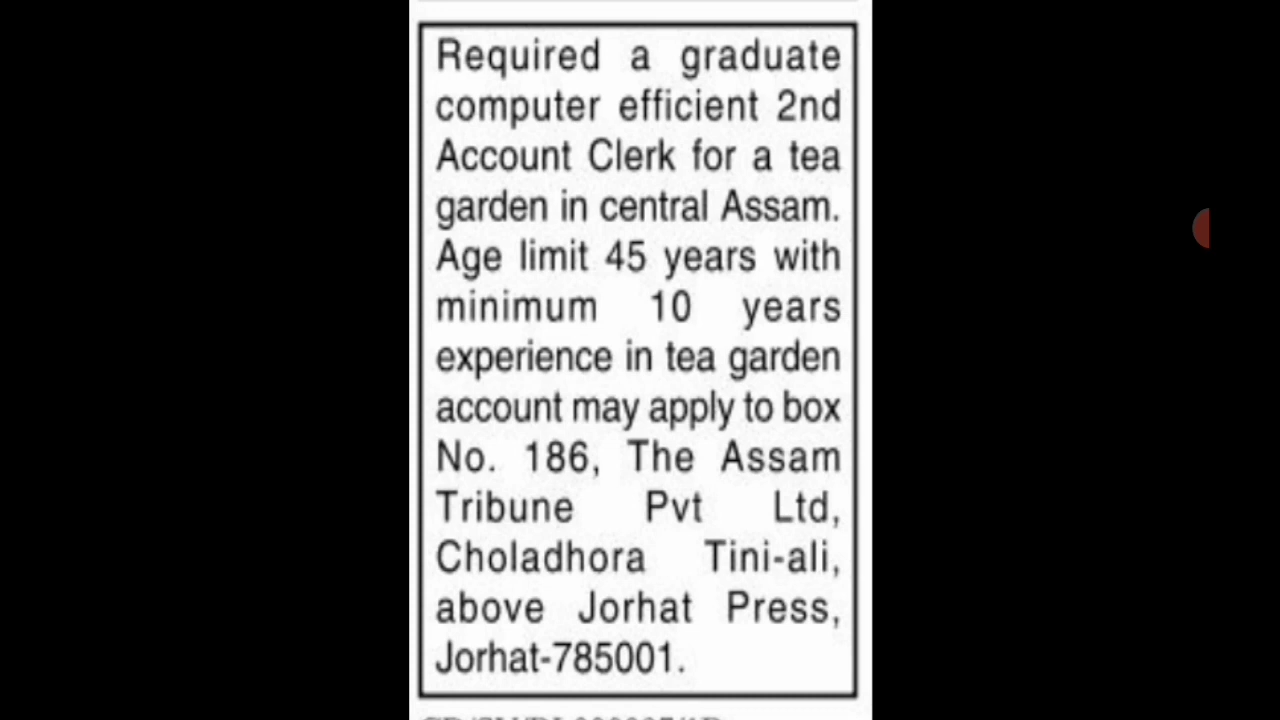 Required a graduate
computer efficient 2nd
Account Clerk for a tea
garden in central Assam.
Age limit 45 years with
minimum 10 years
experience in tea garden
account may apply to box
No. 186, The Assam
Tribune Pvt Ltd,
Choladhora Tini-ali,
above Jorhat Press,
Jorhat-785001.